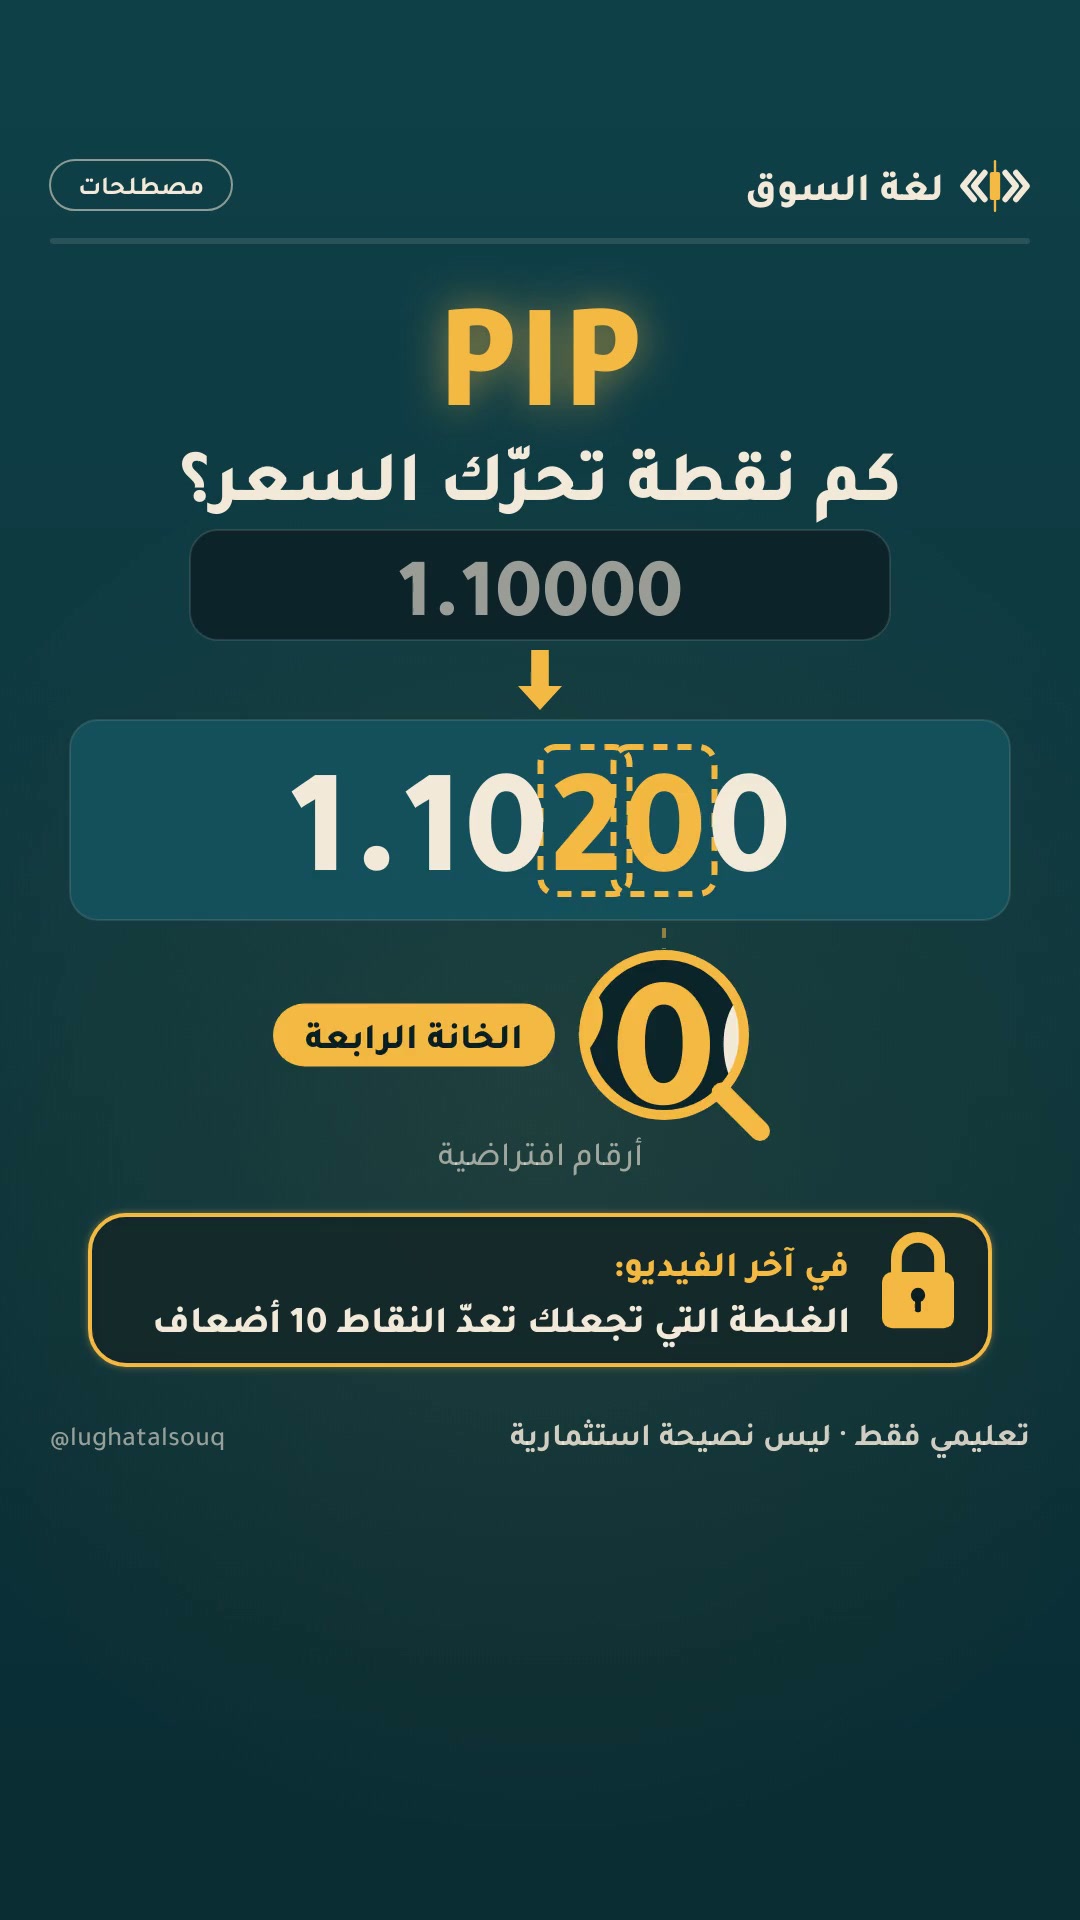 لغة السوق
مصطلحات
PIP
كم نقطة تحرّك السعر؟
1.10000
1.10200
0
الخانة الرابعة
أرقام افتراضية
في آخر الفيديو:
الغلطة التي تجعلك تعدّ النقاط 10 أضعاف
تعليمي فقط · ليس نصيحة استثمارية
@lughatalsouq